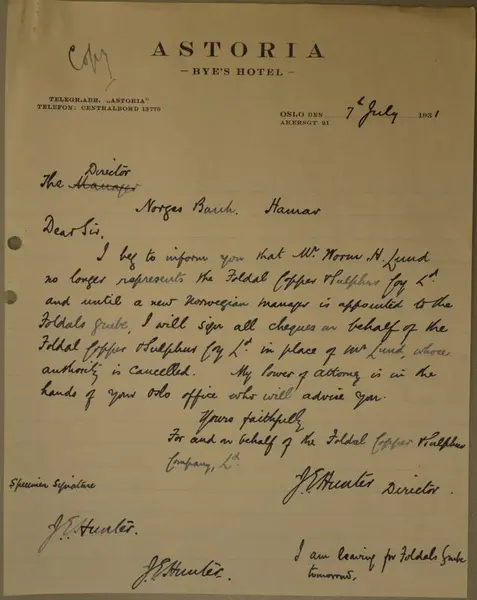 Copy
ASTORIA
– BYE'S HOTEL –
TELEGR.ADR. „ASTORIA"
TELEFON: CENTRALBORD 12770
OSLO DEN 7th July 1931
AKERSGT. 21
Director
The Manager
Norges Bank. Hamar
Dear Sir,
I beg to inform you that Mr Worm H. Lund
no longer represents the Foldal Copper & Sulphur Coy Ld
and until a new Norwegian manager is appointed to the
Foldals Grube, I will sign all cheques on behalf of the
Foldal Copper & Sulphur Coy Ld in place of Mr Lund, whose
authority is cancelled. My Power of Attorney is in the
hands of your Oslo office who will advise you.
Yours faithfully
For and on behalf of the Foldal Copper & Sulphur
Company, Ld.
J E Hunter Director.
Specimen Signature
J E Hunter.
J E Hunter.
I am leaving for Foldals Grube
tomorrow.